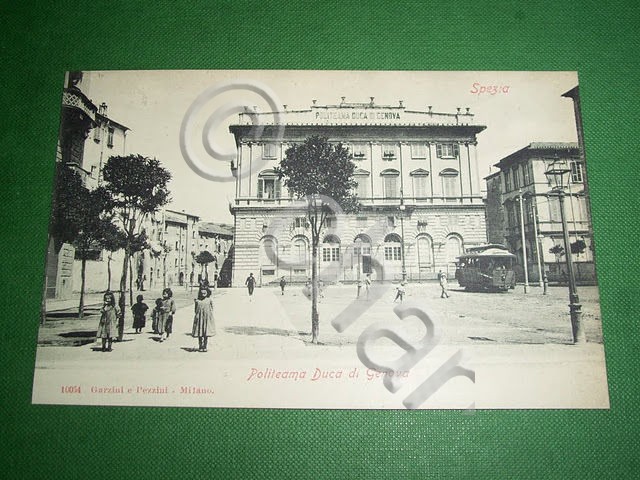 Spezia
POLITEAMA DUCA DI GENOVA
Politeama Duca di Genova
10054 Garzini e Pezzini - Milano.